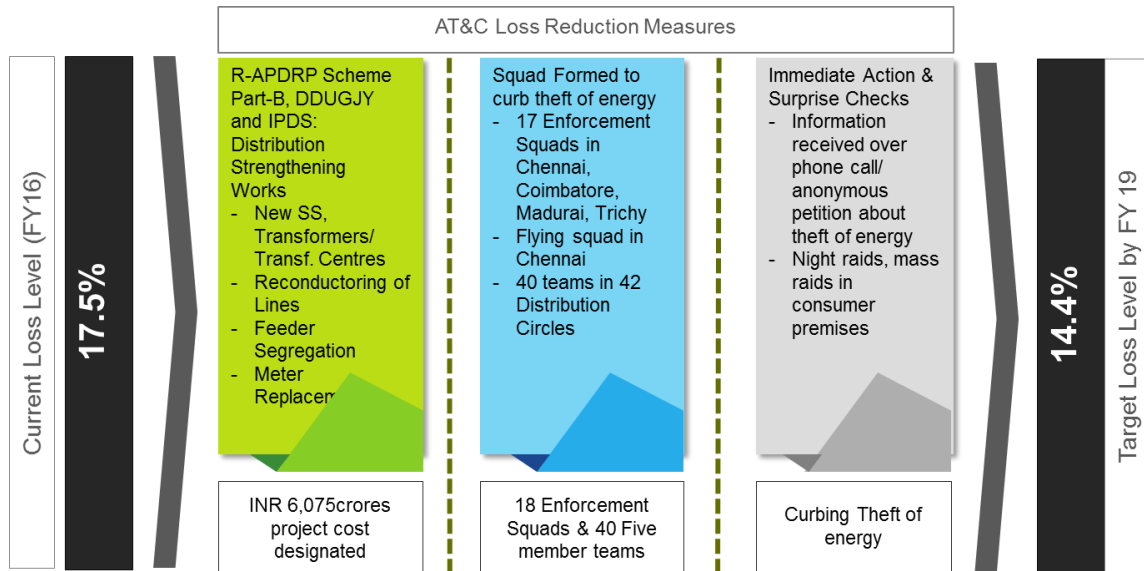 AT&C Loss Reduction Measures
Current Loss Level (FY16)
17.5%
R-APDRP Scheme
Part-B, DDUGJY
and IPDS:
Distribution
Strengthening
Works
- New SS,
Transformers/
Transf. Centres
- Reconductoring of
Lines
- Feeder
Segregation
- Meter
Replacem
INR 6,075crores
project cost
designated
Squad Formed to
curb theft of energy
- 17 Enforcement
Squads in
Chennai,
Coimbatore,
Madurai, Trichy
- Flying squad in
Chennai
- 40 teams in 42
Distribution
Circles
18 Enforcement
Squads & 40 Five
member teams
Immediate Action &
Surprise Checks
- Information
received over
phone call/
anonymous
petition about
theft of energy
- Night raids, mass
raids in
consumer
premises
Curbing Theft of
energy
14.4%
Target Loss Level by FY 19